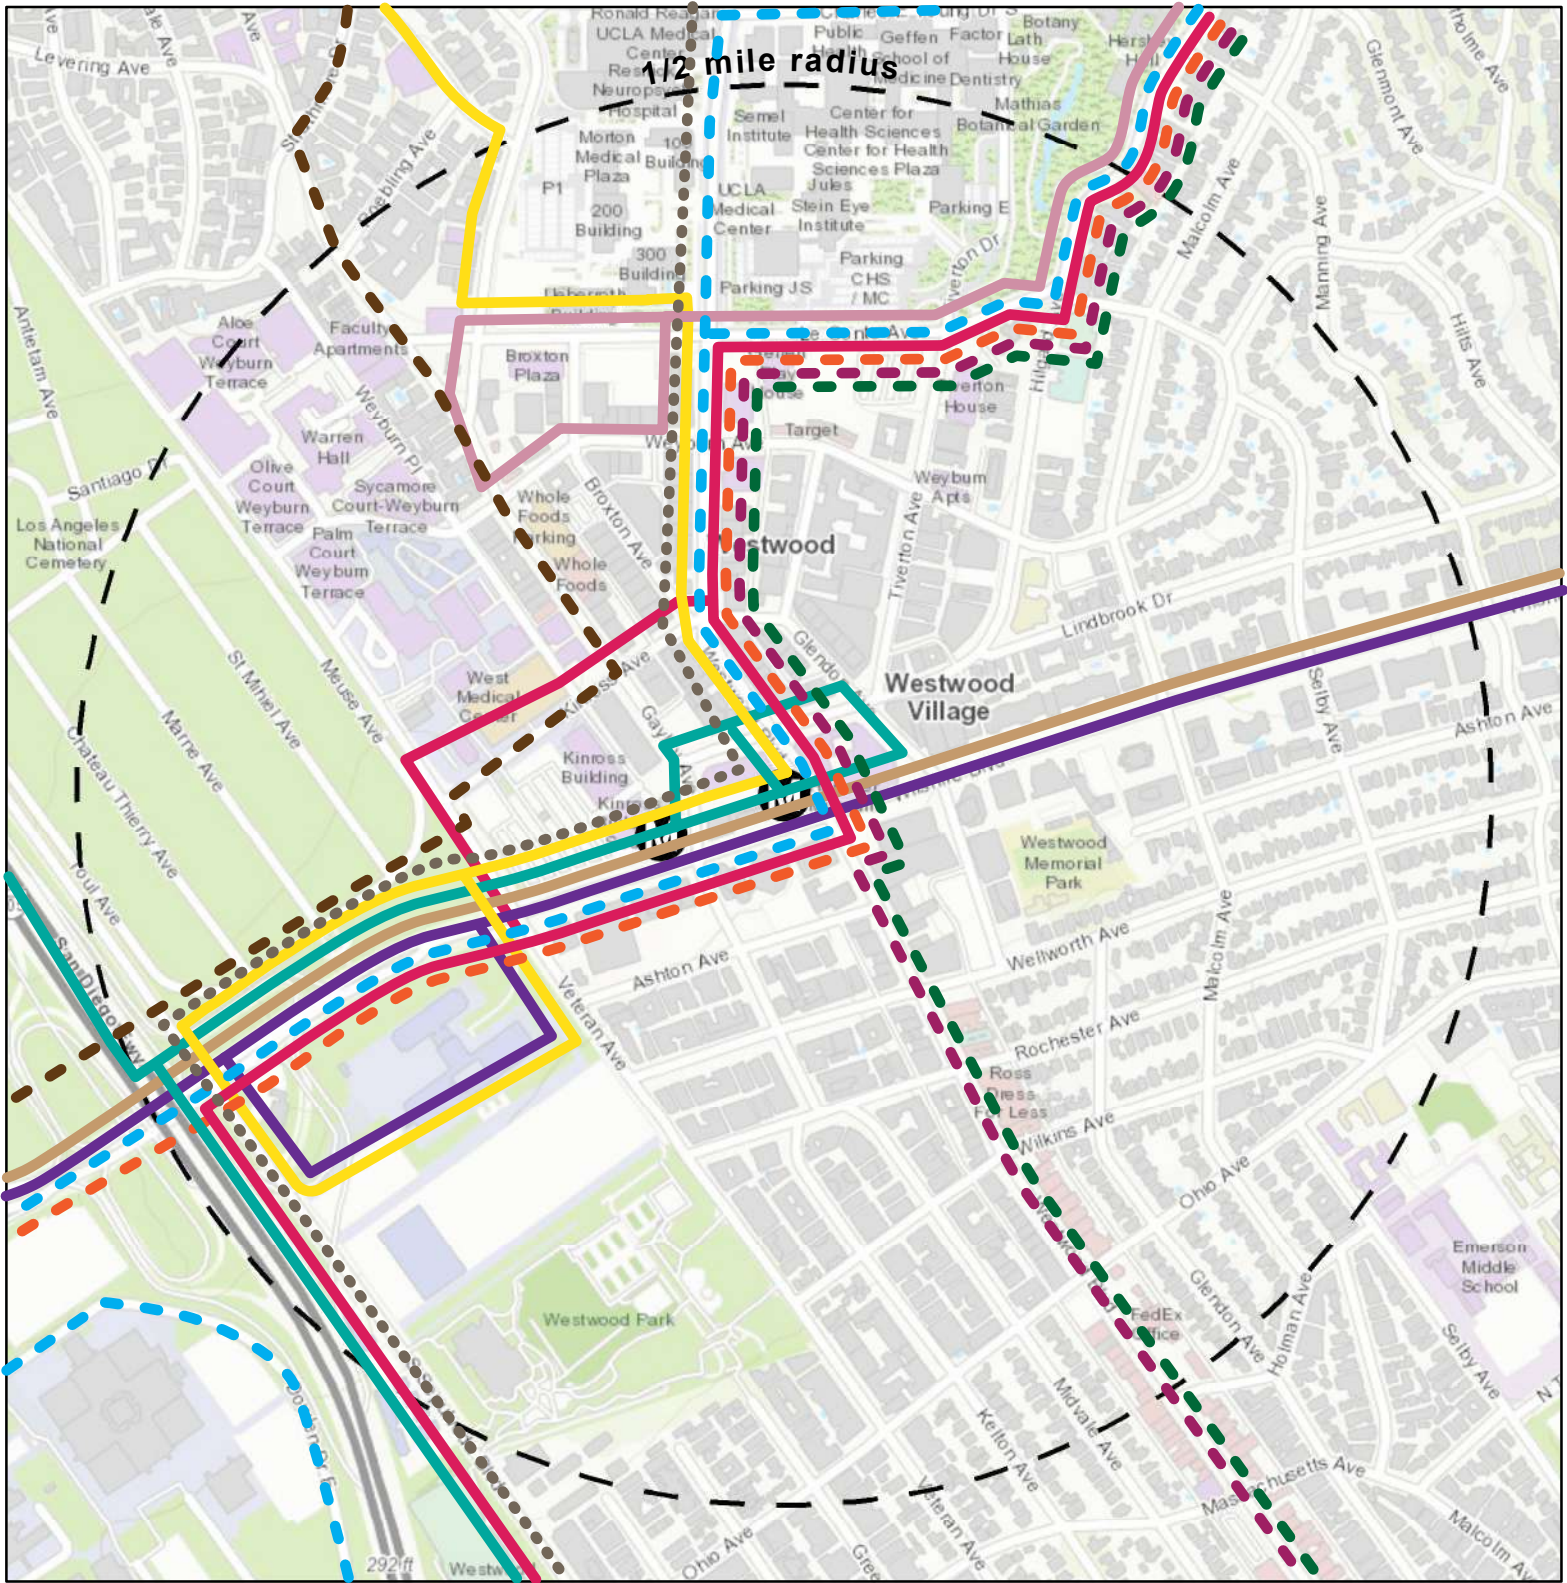 Levering Ave
Ronald Reagan
UCLA Medical
Center
Hospital
1/2 mile radius
Public
Health
Geffen
School of
Medicine
Factor
Lath
House
Botany
Dentistry
Hall
Glenmont Ave
Semel
Institute
Center for
Health Sciences
Center for Health
Sciences Plaza
Mathias
Botanical Garden
Morton
Medical
Plaza
P1
200
Building
300
Building
UCLA
Medical
Center
Jules
Stein Eye
Institute
Parking E
Parking
CHS
/ MC
Parking JS
Tiverton Dr
Malcolm Ave
Manning Ave
Hilts Ave
Antietam Ave
Aloe
Court
Weyburn
Terrace
Faculty
Apartments
Broxton
Plaza
Weyburn Pl
Target
Weyburn Ave
Weyburn
Apts
Santiago Dr
Warren
Hall
Olive
Court
Weyburn
Terrace
Sycamore
Court-Weyburn
Terrace
Palm
Court
Weyburn
Terrace
Los Angeles
National
Cemetery
Whole
Foods
Parking
Whole
Foods
Broxton Ave
Westwood
Tiverton Ave
Lindbrook Dr
Westwood
Village
Selby Ave
Ashton Ave
West
Medical
Center
Kinross
Building
St Mihiel Ave
Meuse Ave
Marne Ave
Chateau Thierry Ave
Toul Ave
San Diego Fwy
Westwood
Memorial
Park
Malcolm Ave
Wellworth Ave
Ashton Ave
Veteran Ave
Rochester Ave
Ross
Dress
For Less
Wilkins Ave
Ohio Ave
Emerson
Middle
School
Westwood Park
FedEx
Office
Glendon Ave
Holman Ave
Selby Ave
Midvale Ave
Kelton Ave
Veteran Ave
Massachusetts Ave
Malcolm Av
Ohio Ave
292 ft